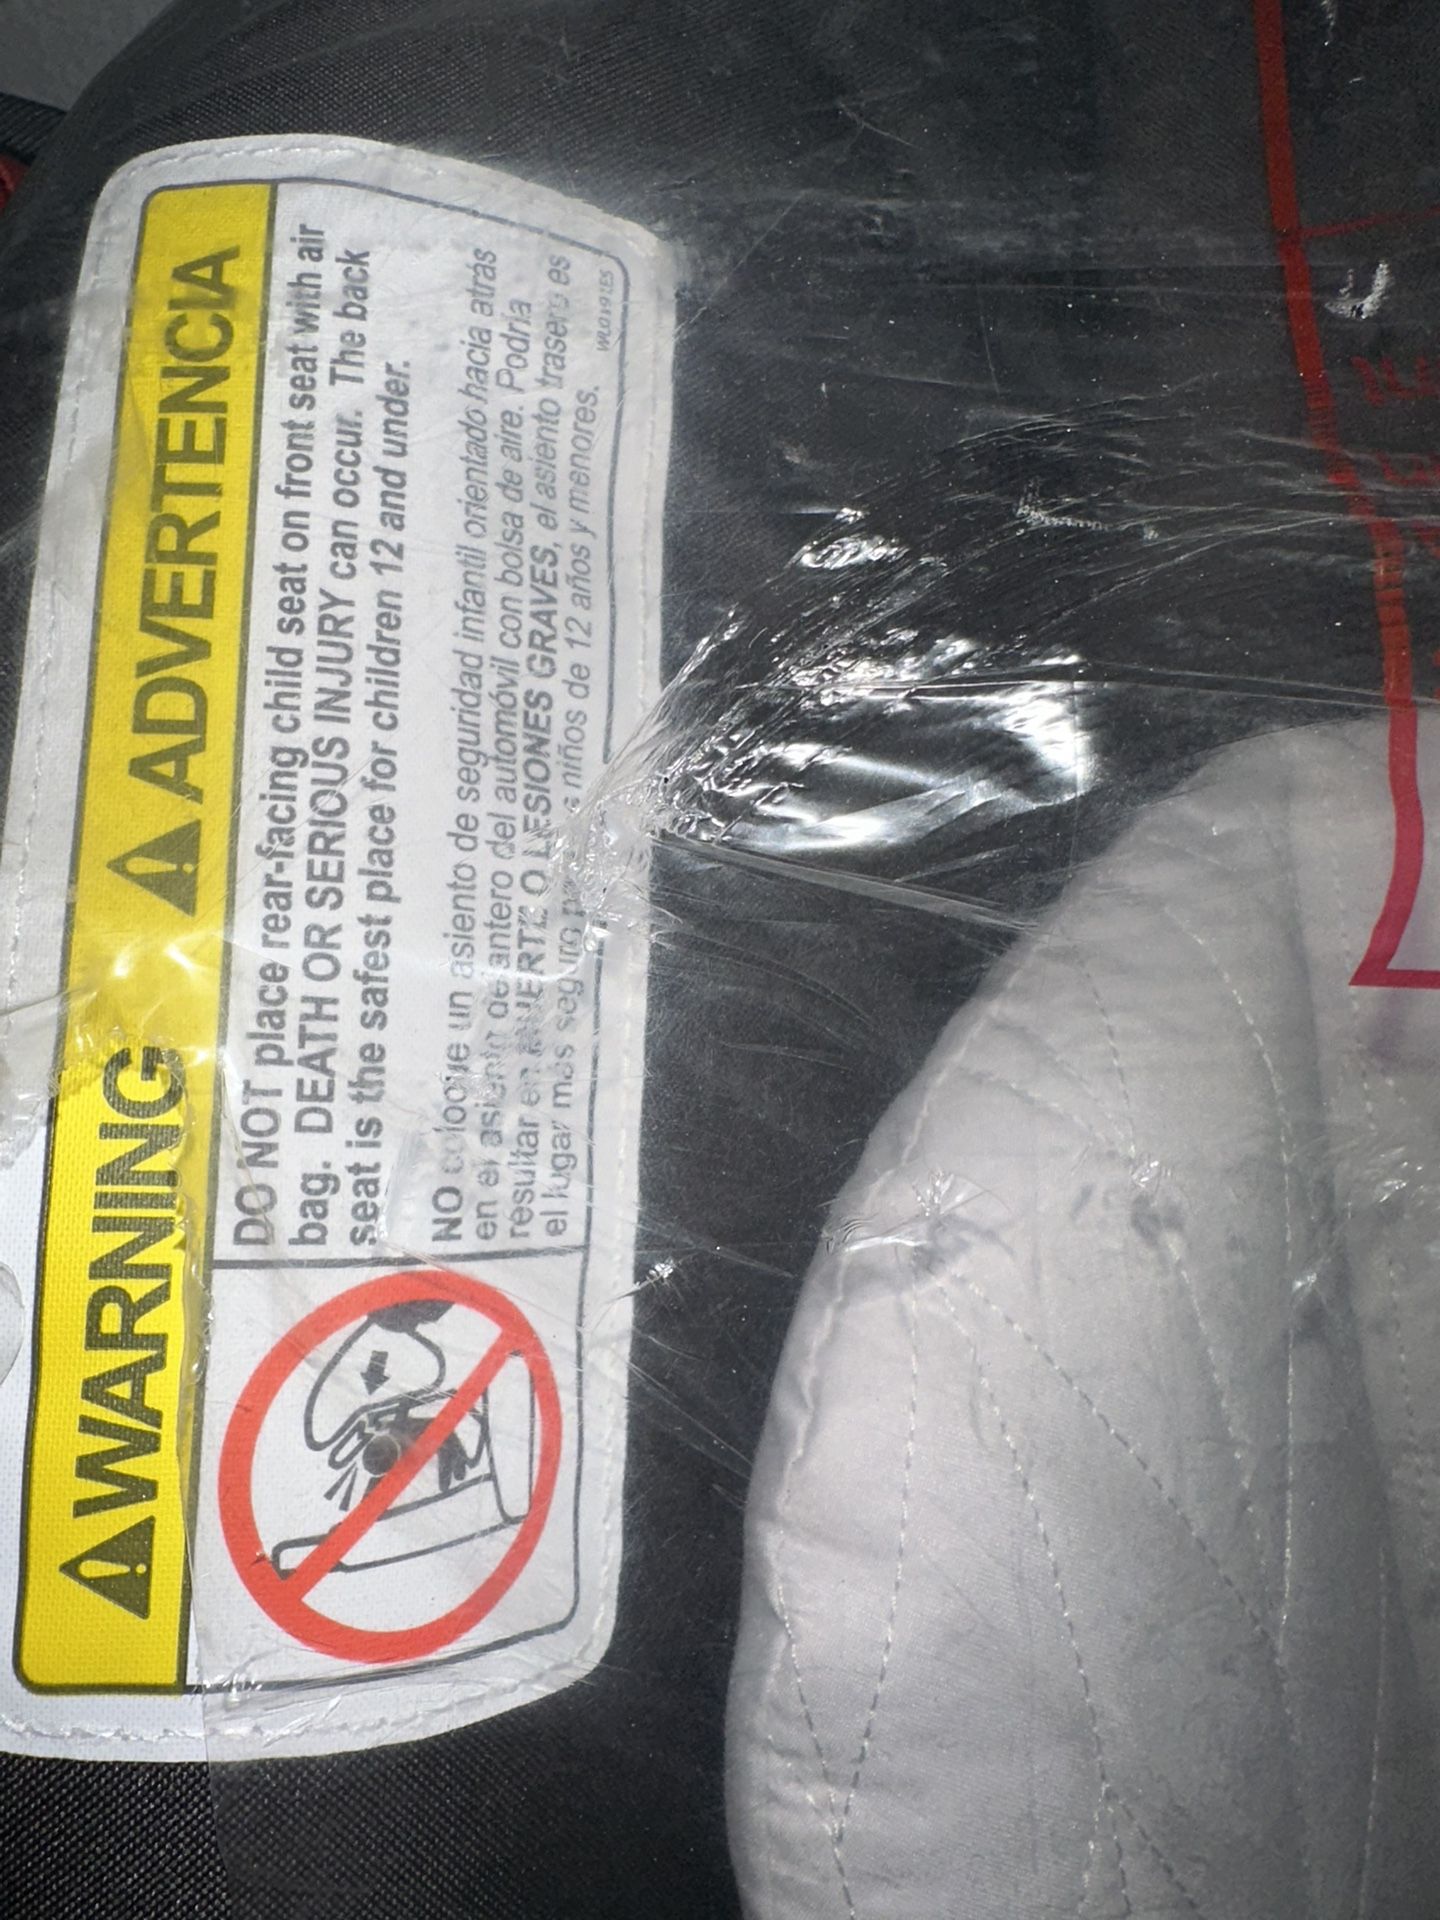 WARNING ADVERTENCIA
DO NOT place rear-facing child seat on front seat with air
bag. DEATH OR SERIOUS INJURY can occur. The back
seat is the safest place for children 12 and under.
NO coloque un asiento de seguridad infantil orientado hacia atrás
en el asiento delantero del automóvil con bolsa de aire. Podría
resultar en MUERTE O LESIONES GRAVES, el asiento trasero es
el lugar más seguro niños de 12 años y menores.